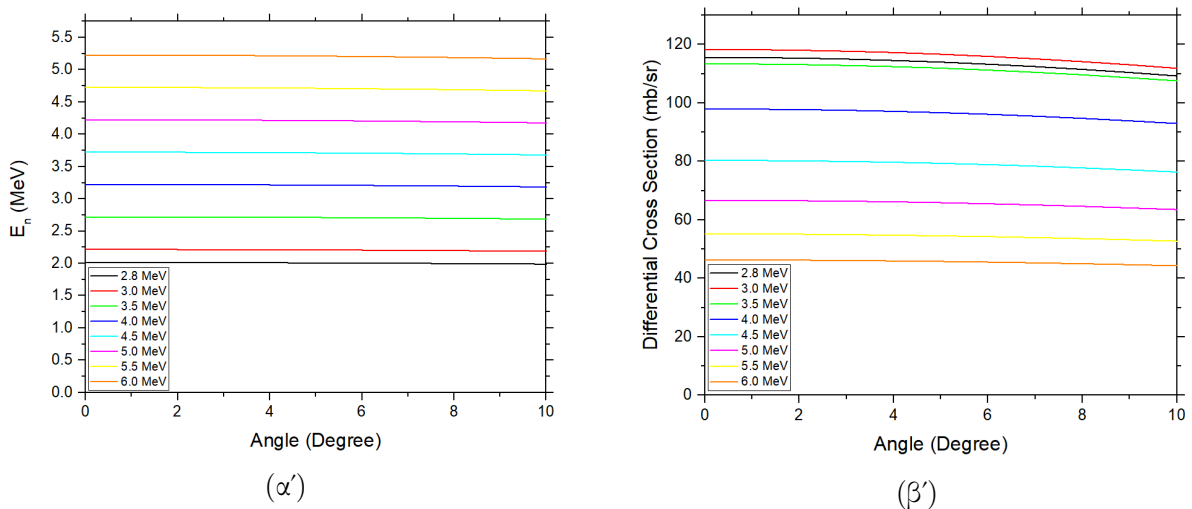 5.5
5.0
4.5
4.0
3.5
3.0
2.5
2.0
1.5
1.0
0.5
0.0
E_n (MeV)
2.8 MeV
3.0 MeV
3.5 MeV
4.0 MeV
4.5 MeV
5.0 MeV
5.5 MeV
6.0 MeV
0 2 4 6 8 10
Angle (Degree)
(α′)
120
100
80
60
40
20
0
Differential Cross Section (mb/sr)
2.8 MeV
3.0 MeV
3.5 MeV
4.0 MeV
4.5 MeV
5.0 MeV
5.5 MeV
6.0 MeV
0 2 4 6 8 10
Angle (Degree)
(β′)